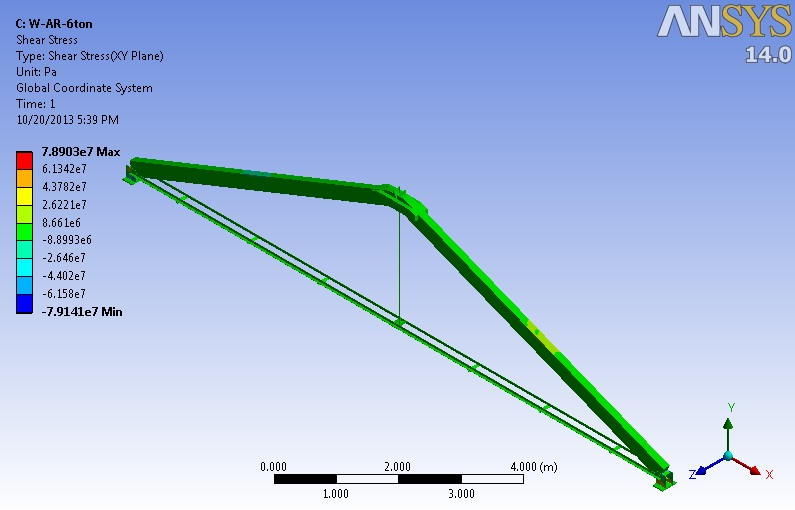 C: W-AR-6ton
Shear Stress
Type: Shear Stress(XY Plane)
Unit: Pa
Global Coordinate System
Time: 1
10/20/2013 5:39 PM
ANSYS
14.0
7.8903e7 Max
6.1342e7
4.3782e7
2.6221e7
8.661e6
-8.8993e6
-2.646e7
-4.402e7
-6.158e7
-7.9141e7 Min
0.000 2.000 4.000 (m)
1.000 3.000
Y
Z X